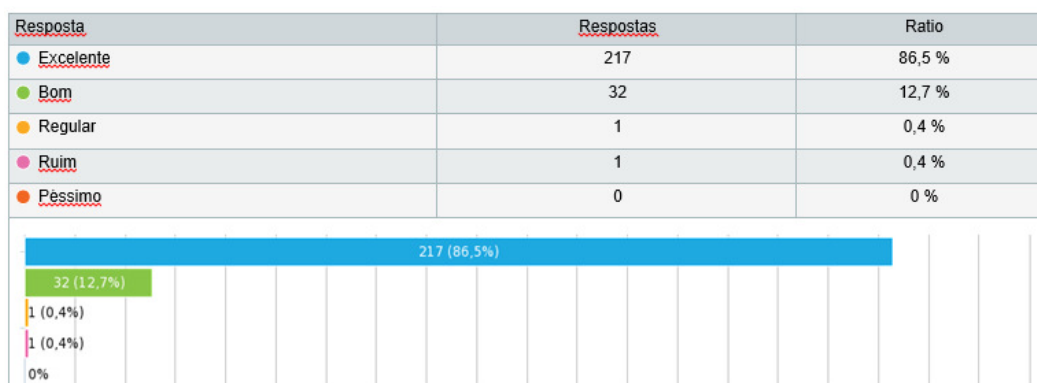 Resposta Respostas Ratio
Excelente 217 86,5 %
Bom 32 12,7 %
Regular 1 0,4 %
Ruim 1 0,4 %
Pèssimo 0 0 %
217 (86,5%)
32 (12,7%)
1 (0,4%)
1 (0,4%)
0%